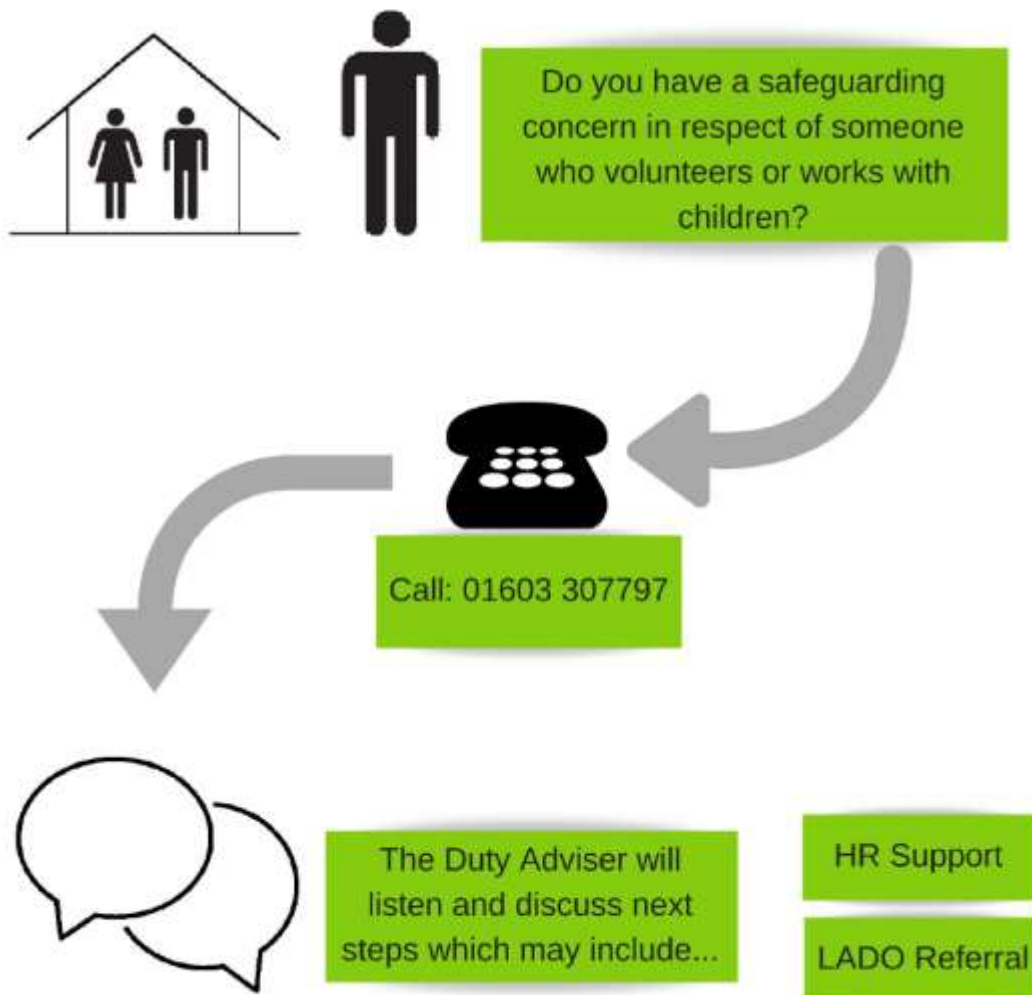 Do you have a safeguarding
concern in respect of someone
who volunteers or works with
children?
Call: 01603 307797
The Duty Adviser will
listen and discuss next
steps which may include...
HR Support
LADO Referral